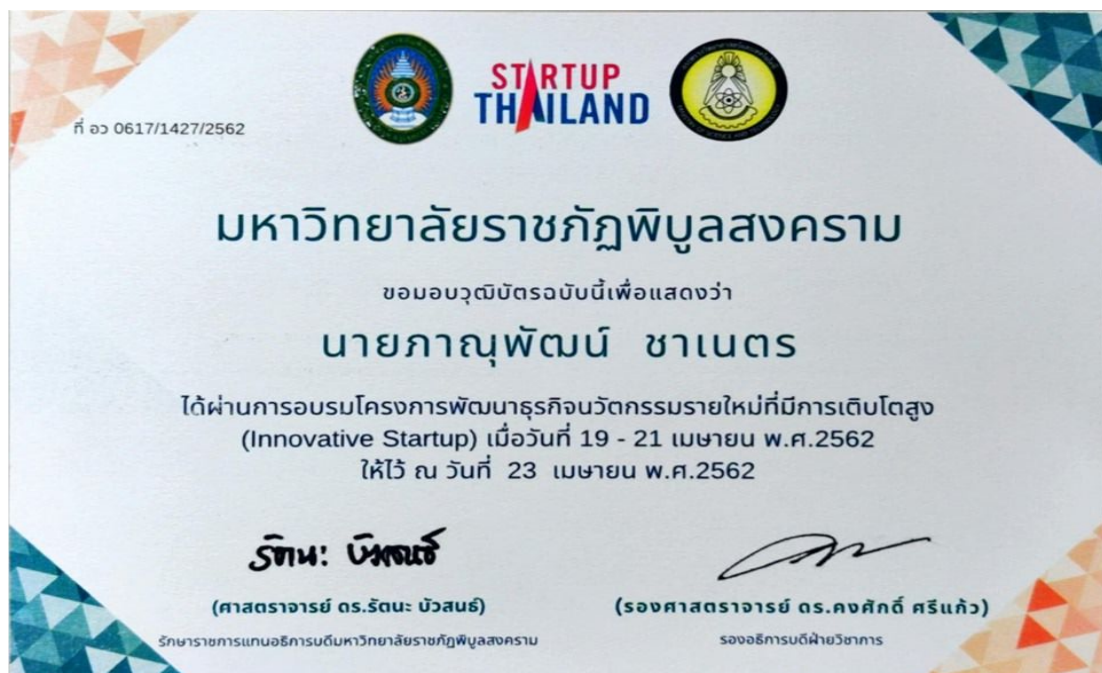 STARTUP
THAILAND
ที่ อว 0617/1427/2562
มหาวิทยาลัยราชภัฏพิบูลสงคราม
ขอมอบวุฒิบัตรฉบับนี้เพื่อแสดงว่า
นายภาณุพัฒน์ ชาเนตร
ได้ผ่านการอบรมโครงการพัฒนาธุรกิจนวัตกรรมรายใหม่ที่มีการเติบโตสูง
(Innovative Startup) เมื่อวันที่ 19 - 21 เมษายน พ.ศ.2562
ให้ไว้ ณ วันที่ 23 เมษายน พ.ศ.2562
รัตนะ บัวสนธ์
(ศาสตราจารย์ ดร.รัตนะ บัวสนธ์)
(รองศาสตราจารย์ ดร.คงศักดิ์ ศรีแก้ว)
รักษาราชการแทนอธิการบดีมหาวิทยาลัยราชภัฏพิบูลสงคราม
รองอธิการบดีฝ่ายวิชาการ